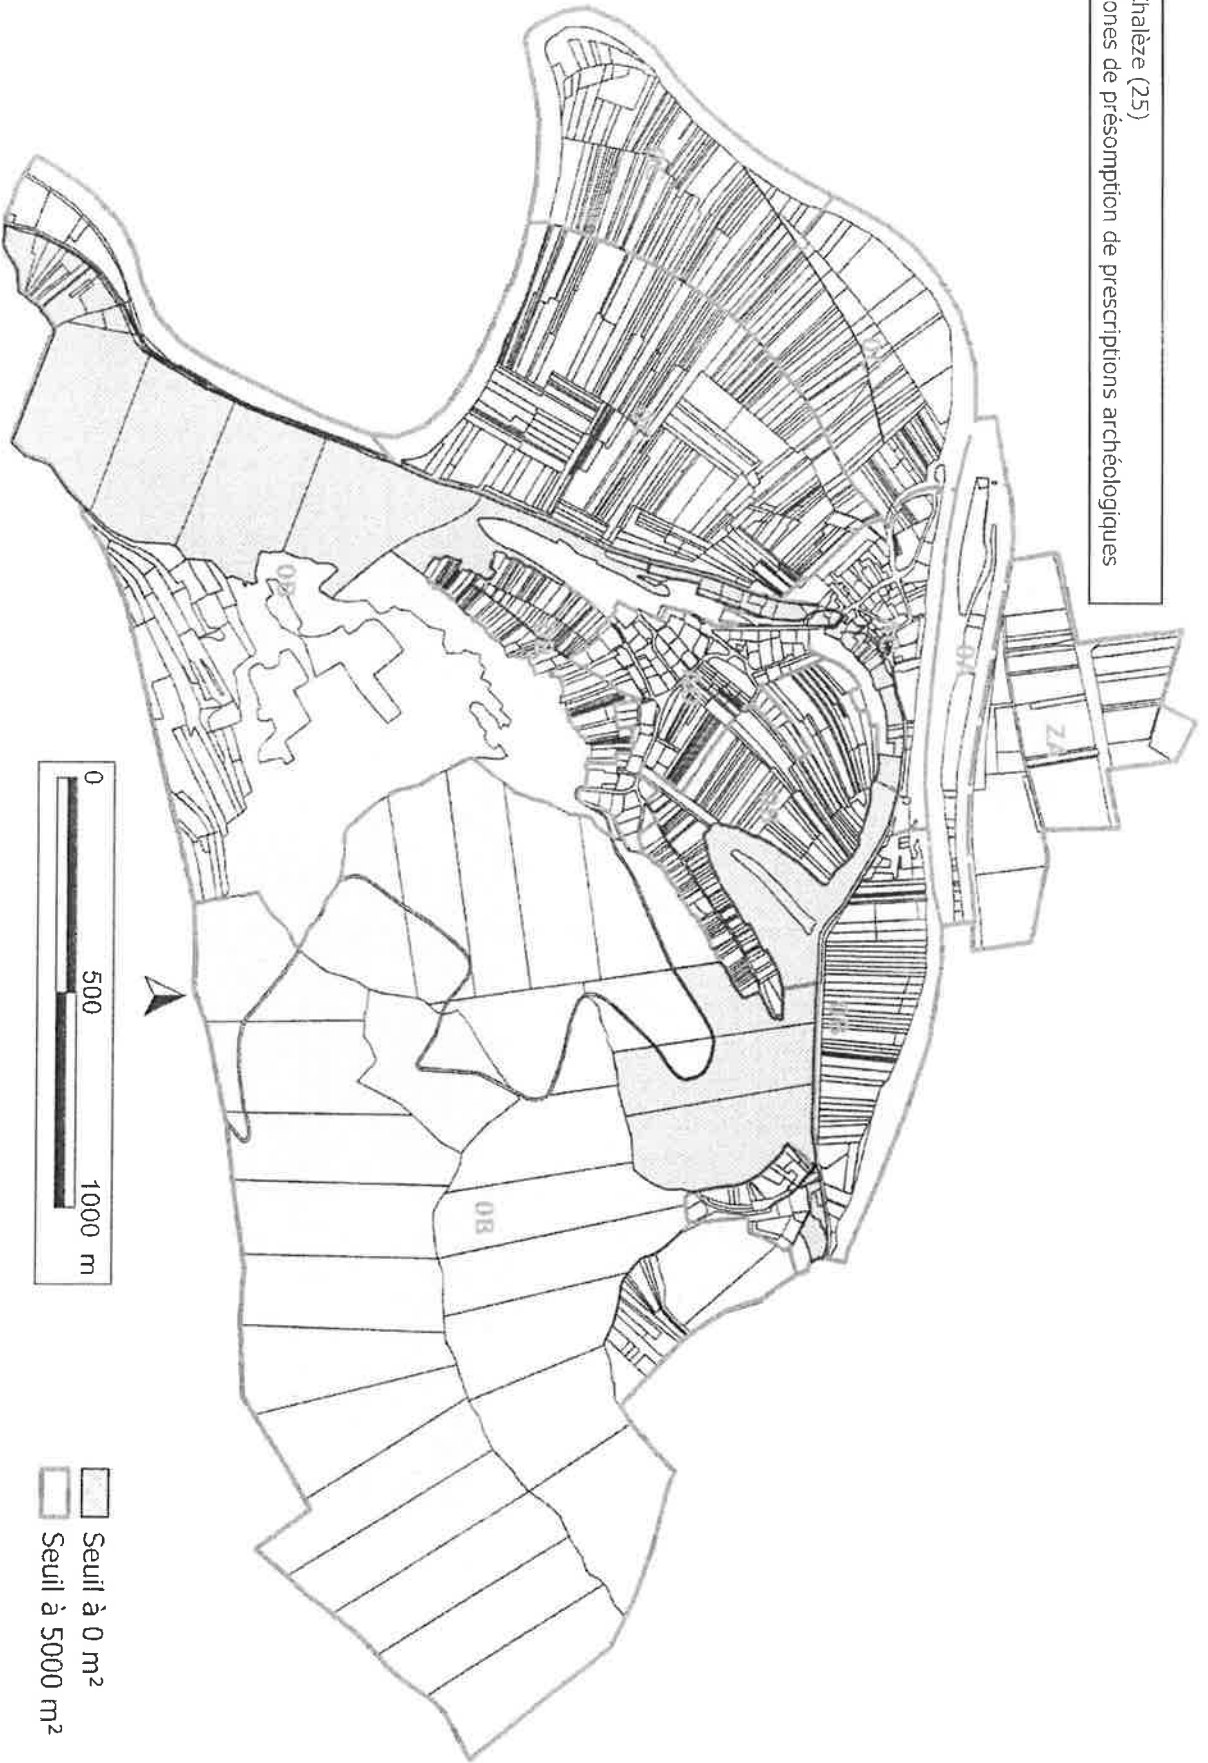 halèze (25)
ones de présomption de prescriptions archéologiques
ZA
0B
0B
0 500 1000 m
Seuil à 0 m²
Seuil à 5000 m²